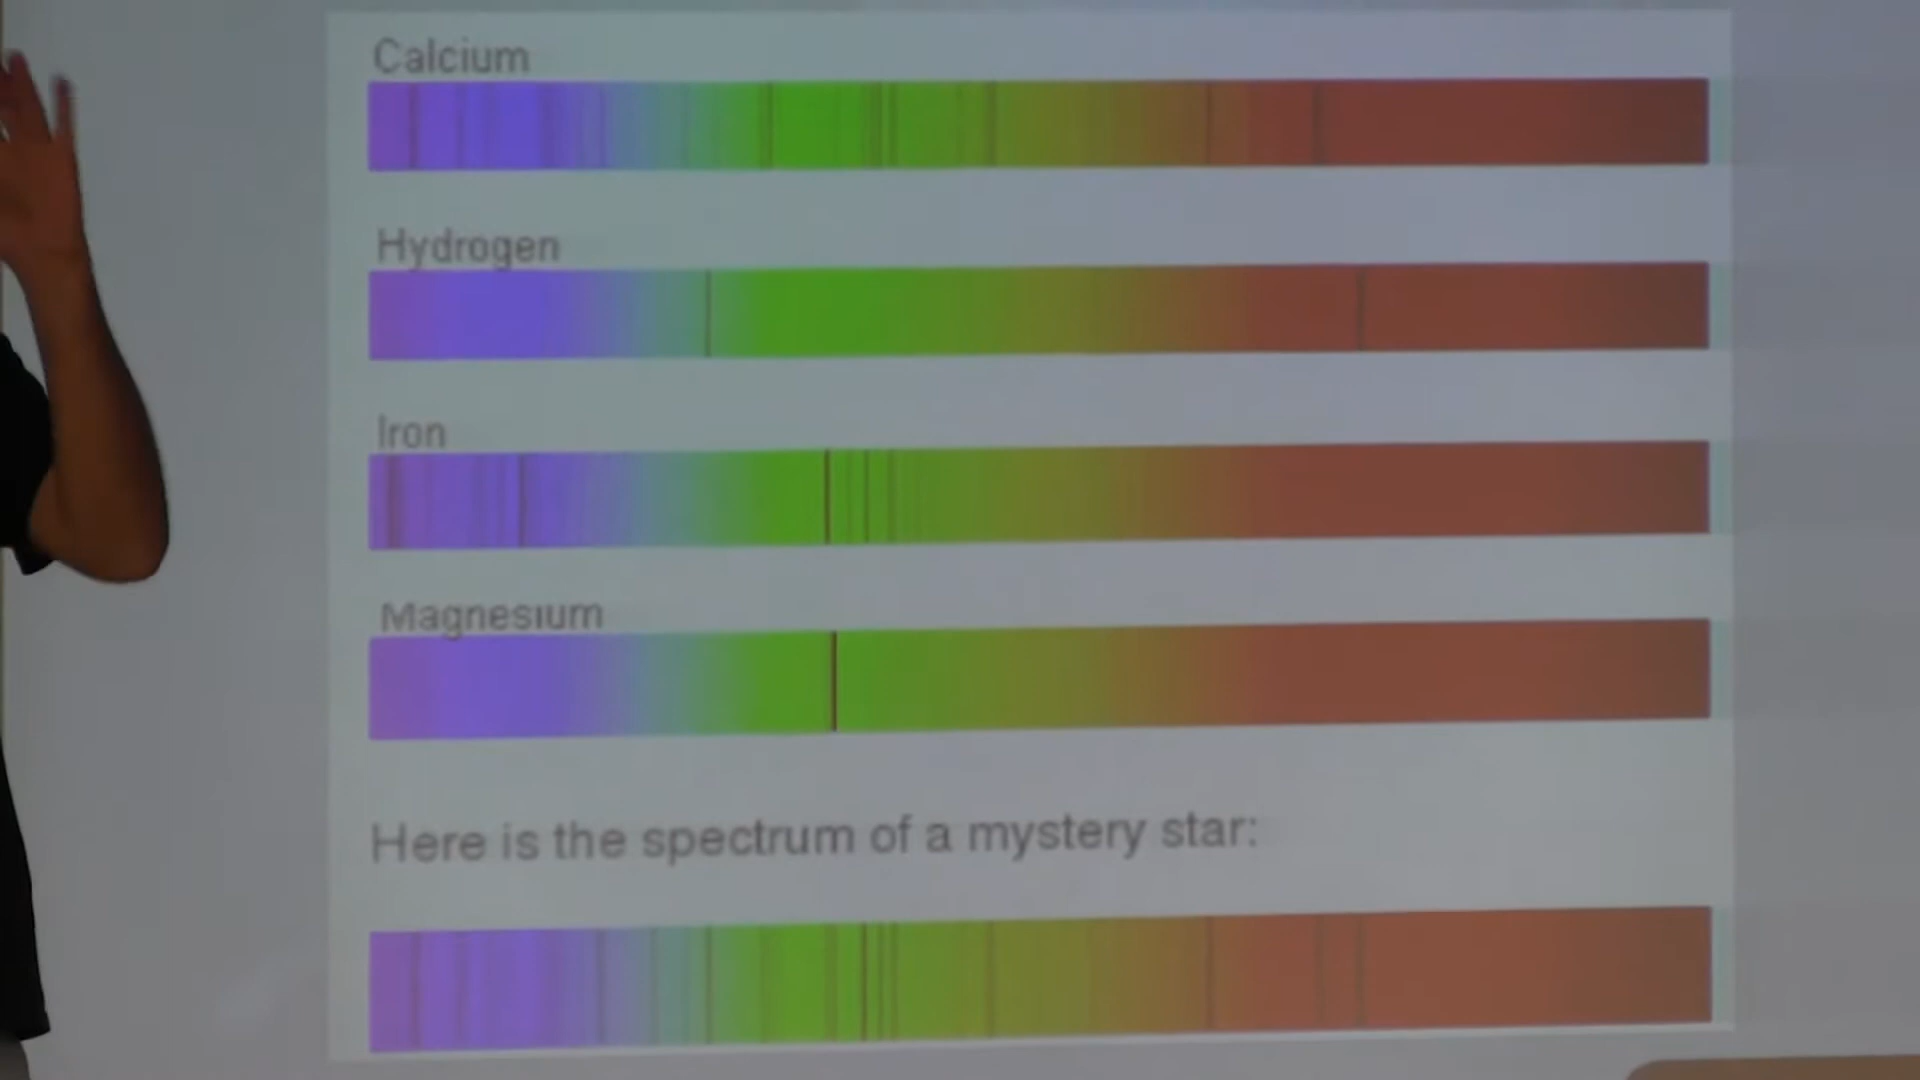 Calcium
Hydrogen
Iron
Magnesium
Here is the spectrum of a mystery star: